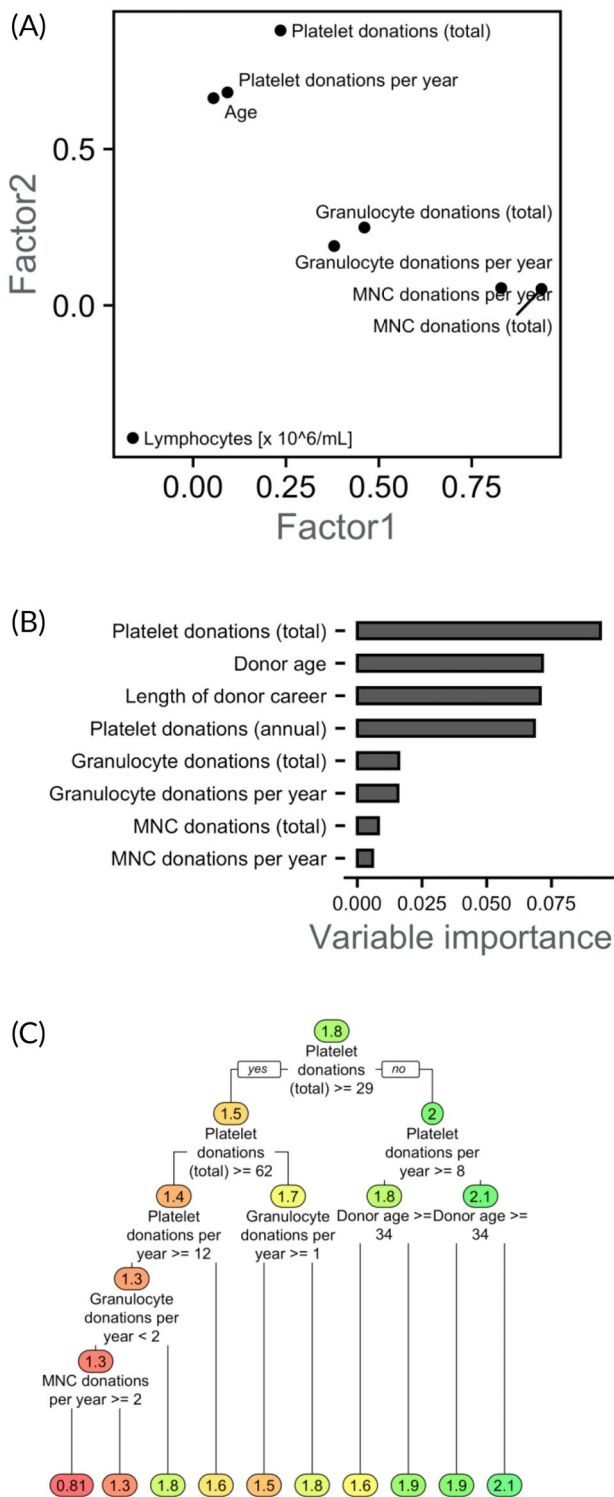 (A)
Platelet donations (total)
Platelet donations per year
Age
0.5
Granulocyte donations (total)
Granulocyte donations per year
MNC donations per year
0.0
MNC donations (total)
Lymphocytes [x 10^6/mL]
Factor2
0.00 0.25 0.50 0.75
Factor1
(B)
Platelet donations (total)
Donor age
Length of donor career
Platelet donations (annual)
Granulocyte donations (total)
Granulocyte donations per year
MNC donations (total)
MNC donations per year
0.000 0.025 0.050 0.075
Variable importance
(C)
1.8
Platelet
donations
(total) >= 29
yes
no
1.5
Platelet
donations
(total) >= 62
2
Platelet
donations per
year >= 8
1.4
Platelet
donations per
year >= 12
1.7
Granulocyte
donations per
year >= 1
1.8
Donor age >=
34
2.1
Donor age >=
34
1.3
Granulocyte
donations per
year < 2
1.3
MNC donations
per year >= 2
0.81 1.3 1.8 1.6 1.5 1.8 1.6 1.9 1.9 2.1